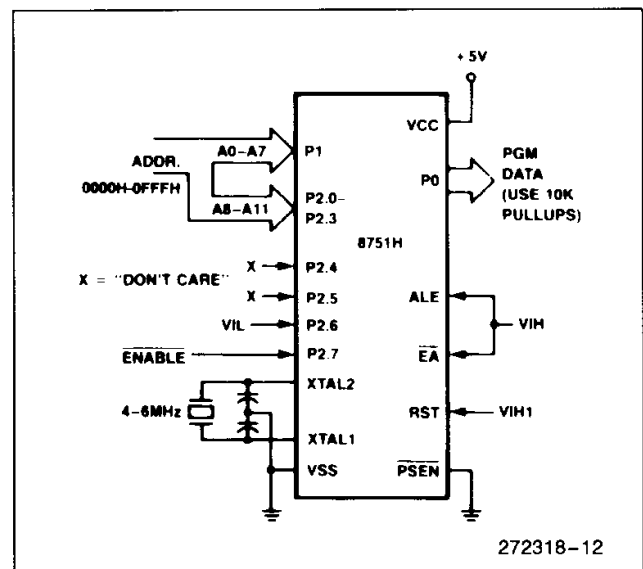 + 5V
VCC
PGM
DATA
(USE 10K
PULLUPS)
P0
A0–A7
P1
ADDR.
0000H–0FFFH
A8–A11
P2.0–
P2.3
8751H
X
P2.4
X = "DON'T CARE"
X
P2.5
VIL
P2.6
ENABLE
P2.7
ALE
VIH
EA
XTAL2
4–6MHz
XTAL1
RST
VIH1
VSS
PSEN
272318–12